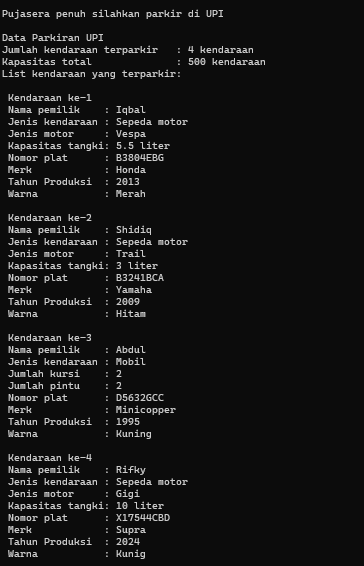 Pujasera penuh silahkan parkir di UPI

Data Parkiran UPI
Jumlah kendaraan terparkir   : 4 kendaraan
Kapasitas total              : 500 kendaraan
List kendaraan yang terparkir:

 Kendaraan ke-1
 Nama pemilik    : Iqbal
 Jenis kendaraan : Sepeda motor
 Jenis motor     : Vespa
 Kapasitas tangki: 5.5 liter
 Nomor plat      : B3804EBG
 Merk            : Honda
 Tahun Produksi  : 2013
 Warna           : Merah

 Kendaraan ke-2
 Nama pemilik    : Shidiq
 Jenis kendaraan : Sepeda motor
 Jenis motor     : Trail
 Kapasitas tangki: 3 liter
 Nomor plat      : B3241BCA
 Merk            : Yamaha
 Tahun Produksi  : 2009
 Warna           : Hitam

 Kendaraan ke-3
 Nama pemilik    : Abdul
 Jenis kendaraan : Mobil
 Jumlah kursi    : 2
 Jumlah pintu    : 2
 Nomor plat      : D5632GCC
 Merk            : Minicopper
 Tahun Produksi  : 1995
 Warna           : Kuning

 Kendaraan ke-4
 Nama pemilik    : Rifky
 Jenis kendaraan : Sepeda motor
 Jenis motor     : Gigi
 Kapasitas tangki: 10 liter
 Nomor plat      : X17544CBD
 Merk            : Supra
 Tahun Produksi  : 2024
 Warna           : Kunig